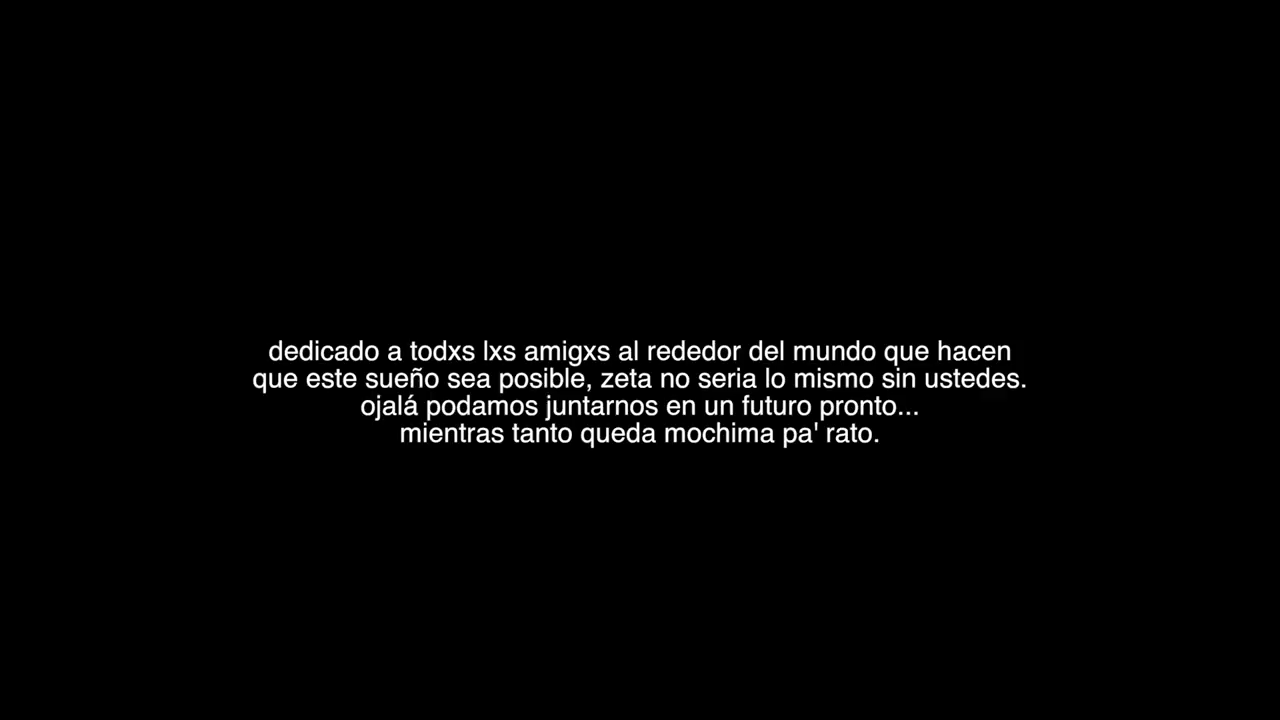 dedicado a todxs lxs amigxs al rededor del mundo que hacen
que este sueño sea posible, zeta no seria lo mismo sin ustedes.
ojalá podamos juntarnos en un futuro pronto...
mientras tanto queda mochima pa' rato.